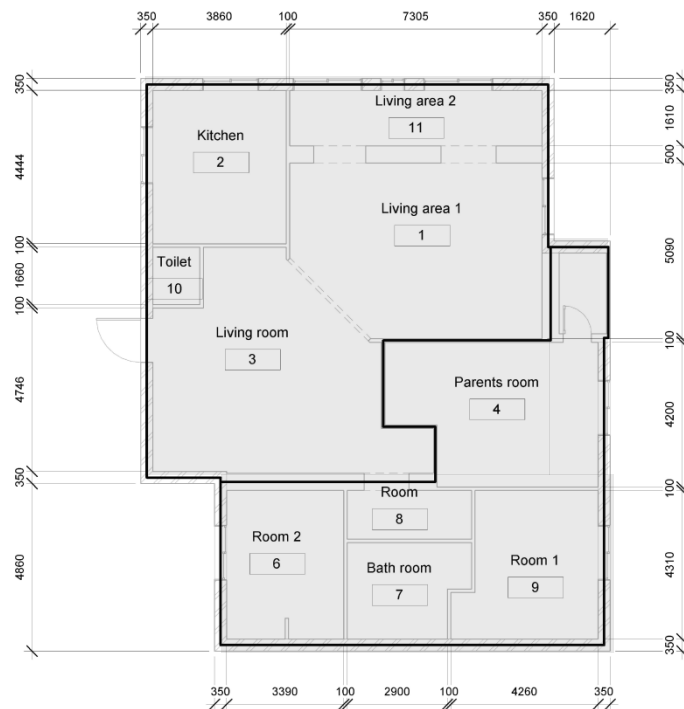 350 3860 100 7305 350 1620
350
4444
100
1660
100
4746
350
4860
350
1610
500
5090
100
4200
100
4310
350
Living area 2
11
Kitchen
2
Living area 1
1
Toilet
10
Living room
3
Parents room
4
Room
8
Room 2
6
Bath room
7
Room 1
9
350 3390 100 2900 100 4260 350